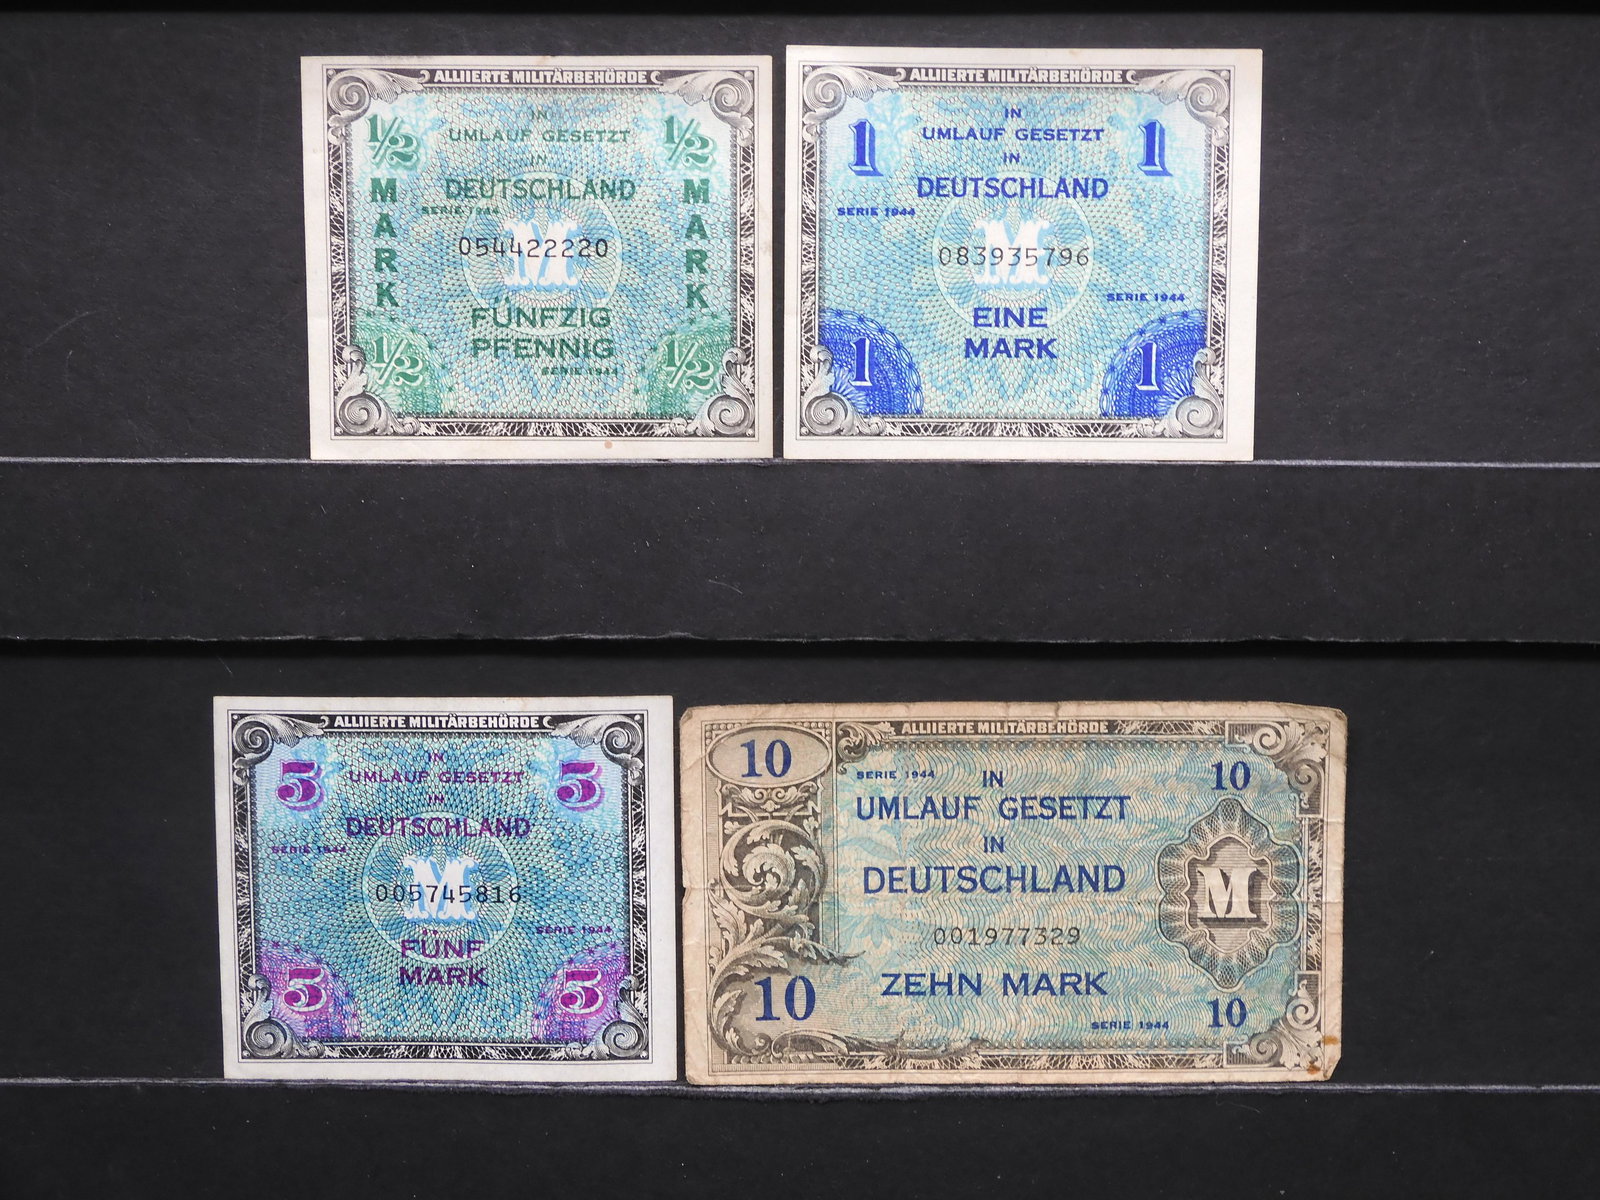 ALLIIERTE MILITÄRBEHÖRDE
1/2 IN 1/2
UMLAUF GESETZT
IN
MARK DEUTSCHLAND MARK
SERIE 1944
054422220
FÜNFZIG
PFENNIG
1/2 1/2
SERIE 1944
ALLIIERTE MILITÄRBEHÖRDE
1 IN 1
UMLAUF GESETZT
IN
DEUTSCHLAND
SERIE 1944
M
083935796
SERIE 1944
EINE
MARK
1 1
ALLIIERTE MILITÄRBEHÖRDE
5 IN 5
UMLAUF GESETZT
IN
DEUTSCHLAND
SERIE 1944
M
005745816
SERIE 1944
FÜNF
MARK
5 5
ALLIIERTE MILITÄRBEHÖRDE
10 SERIE 1944 IN 10
UMLAUF GESETZT
IN
DEUTSCHLAND
M
001977329
ZEHN MARK
10 10
SERIE 1944